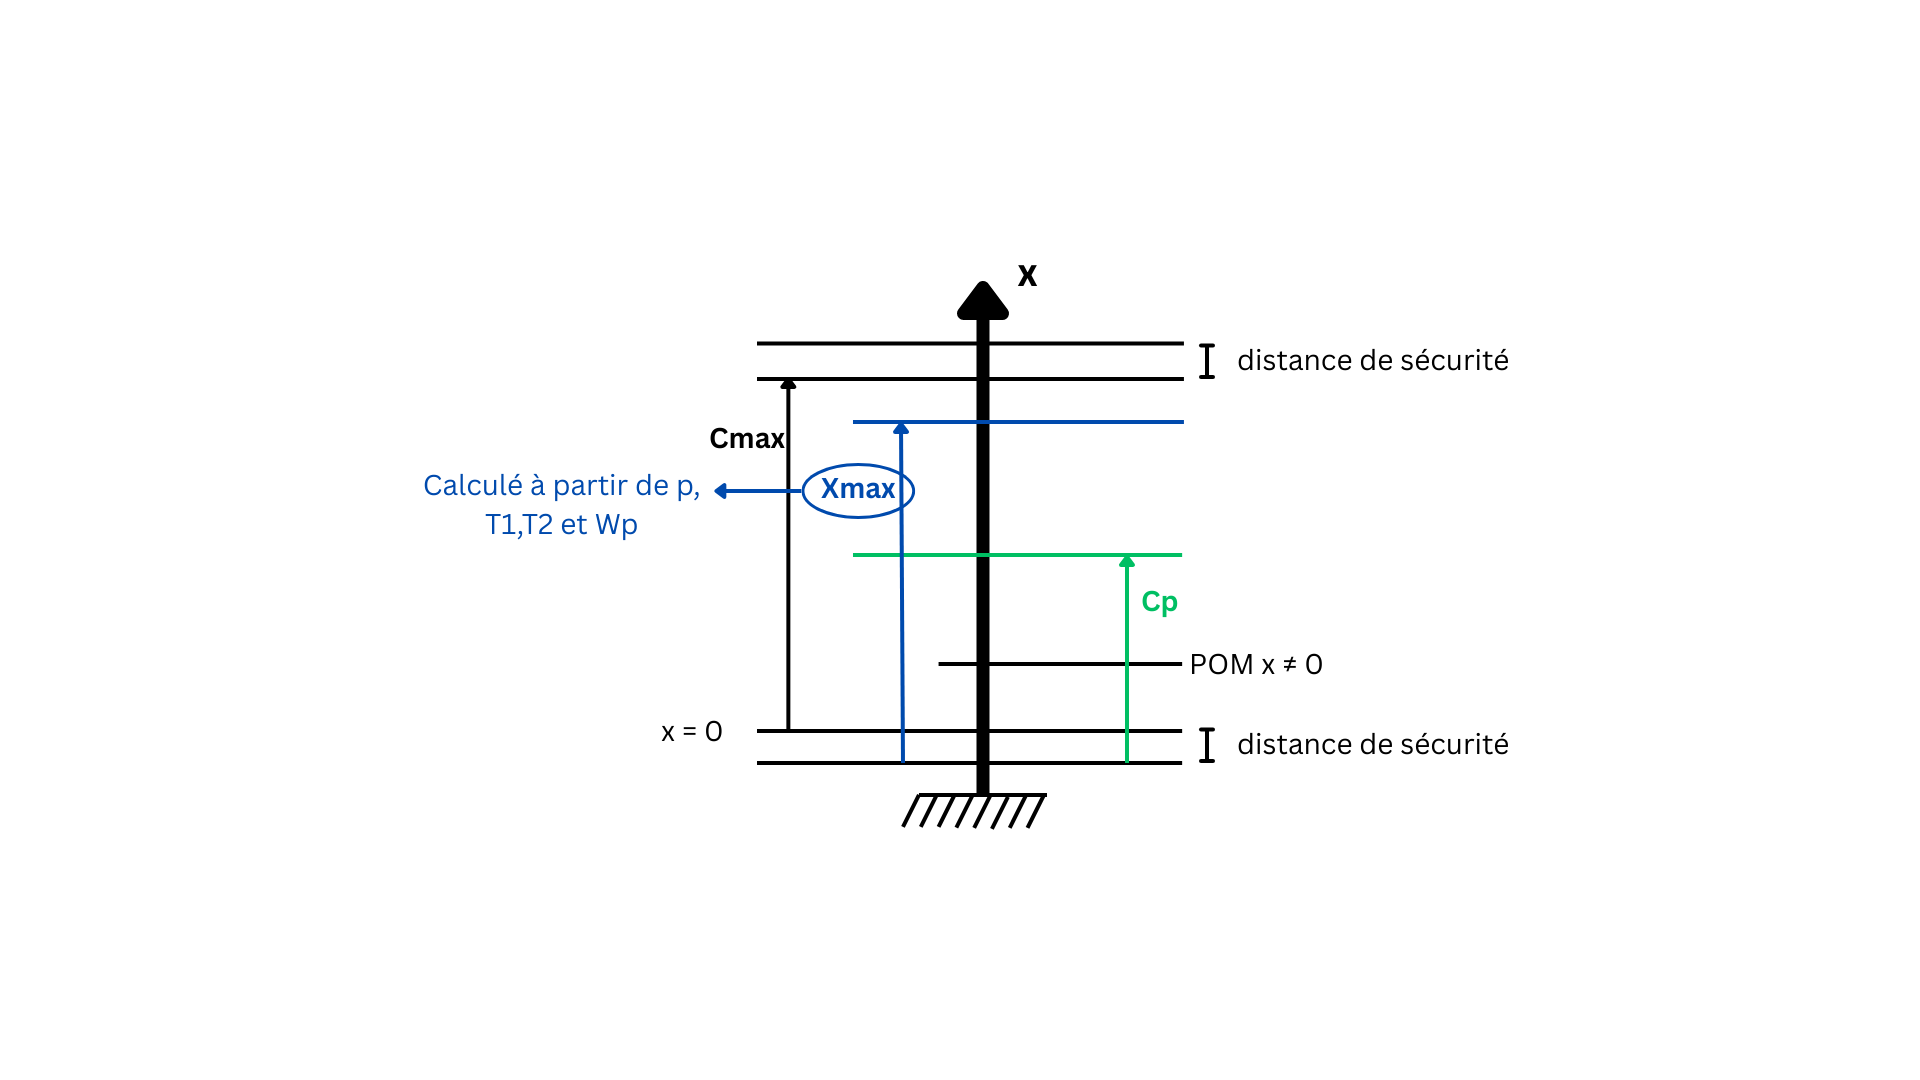 x
distance de sécurité
Cmax
Calculé à partir de p,
T1,T2 et Wp
Xmax
Cp
POM x ≠ 0
x = 0
distance de sécurité